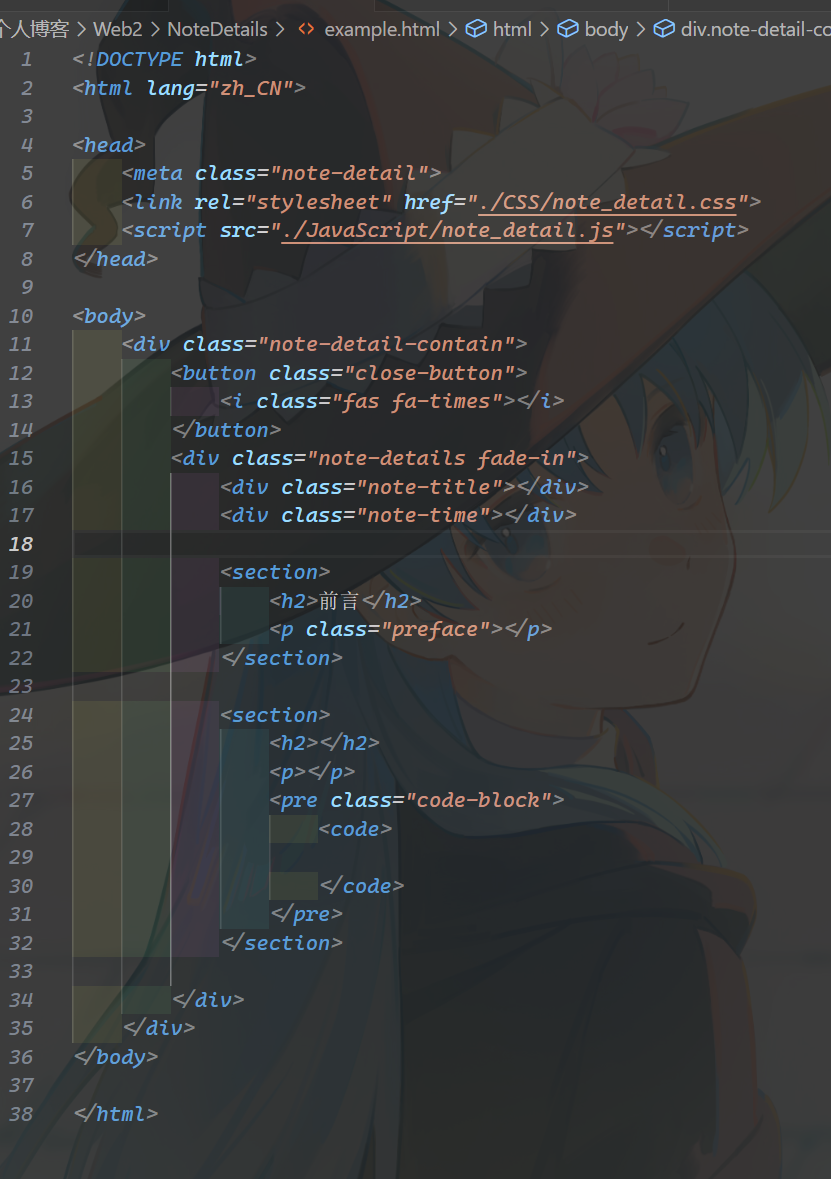 个人博客 > Web2 > NoteDetails > <> example.html > html > body > div.note-detail-co
1 <!DOCTYPE html>
2 <html lang="zh_CN">
3
4 <head>
5     <meta class="note-detail">
6     <link rel="stylesheet" href="./CSS/note_detail.css">
7     <script src="./JavaScript/note_detail.js"></script>
8 </head>
9
10 <body>
11     <div class="note-detail-contain">
12         <button class="close-button">
13             <i class="fas fa-times"></i>
14         </button>
15         <div class="note-details fade-in">
16             <div class="note-title"></div>
17             <div class="note-time"></div>
18
19             <section>
20                 <h2>前言</h2>
21                 <p class="preface"></p>
22             </section>
23
24             <section>
25                 <h2></h2>
26                 <p></p>
27                 <pre class="code-block">
28                     <code>
29
30                     </code>
31                 </pre>
32             </section>
33
34         </div>
35     </div>
36 </body>
37
38 </html>